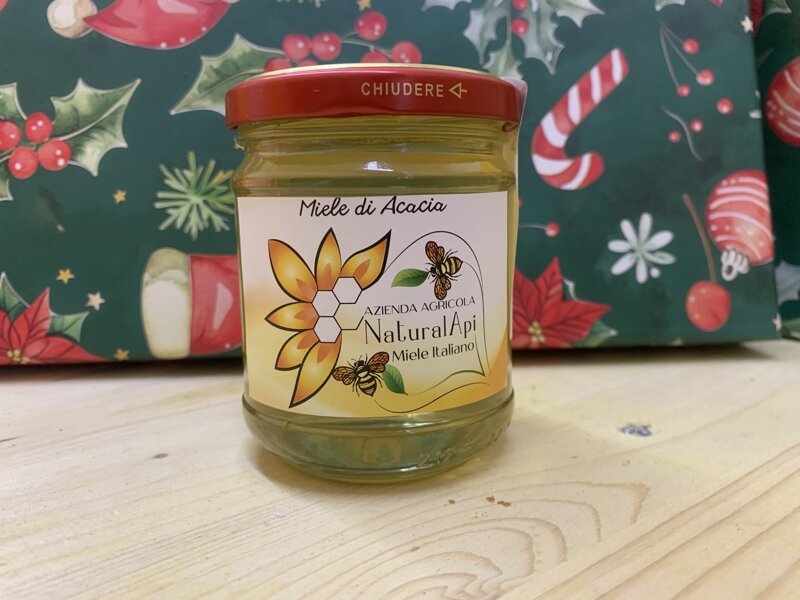 CHIUDERE
Miele di Acacia
AZIENDA AGRICOLA
NaturalApi
Miele Italiano